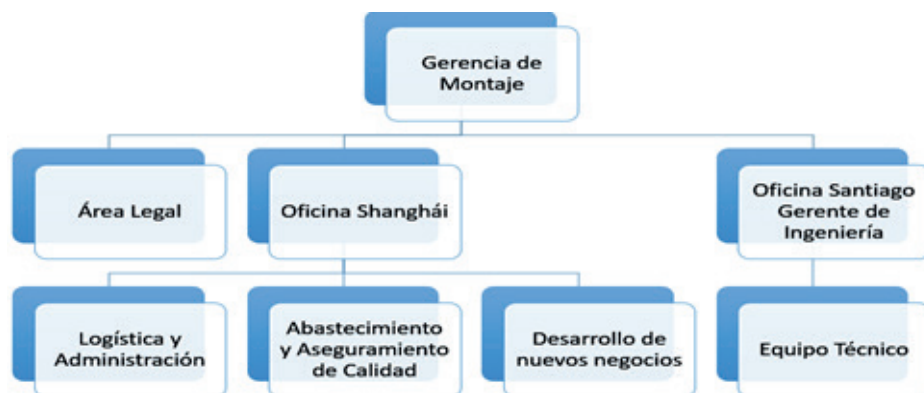 Gerencia de
Montaje
Área Legal
Oficina Shanghái
Oficina Santiago
Gerente de
Ingeniería
Logística y
Administración
Abastecimiento
y Aseguramiento
de Calidad
Desarrollo de
nuevos negocios
Equipo Técnico